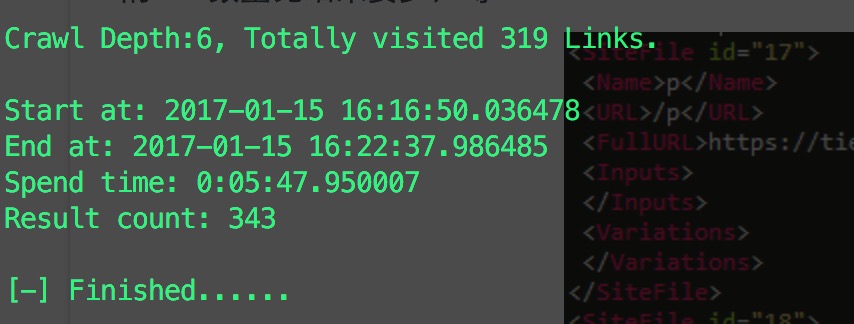 Crawl Depth:6, Totally visited 319 Links.
Start at: 2017-01-15 16:16:50.036478
End at: 2017-01-15 16:22:37.986485
Spend time: 0:05:47.950007
Result count: 343
[-] Finished......
<SiteFile id="17">
<Name>p</Name>
<URL>/p</URL>
<FullURL>https://tie
<Inputs>
</Inputs>
<Variations>
</Variations>
</SiteFile>
<SiteFile id="18">